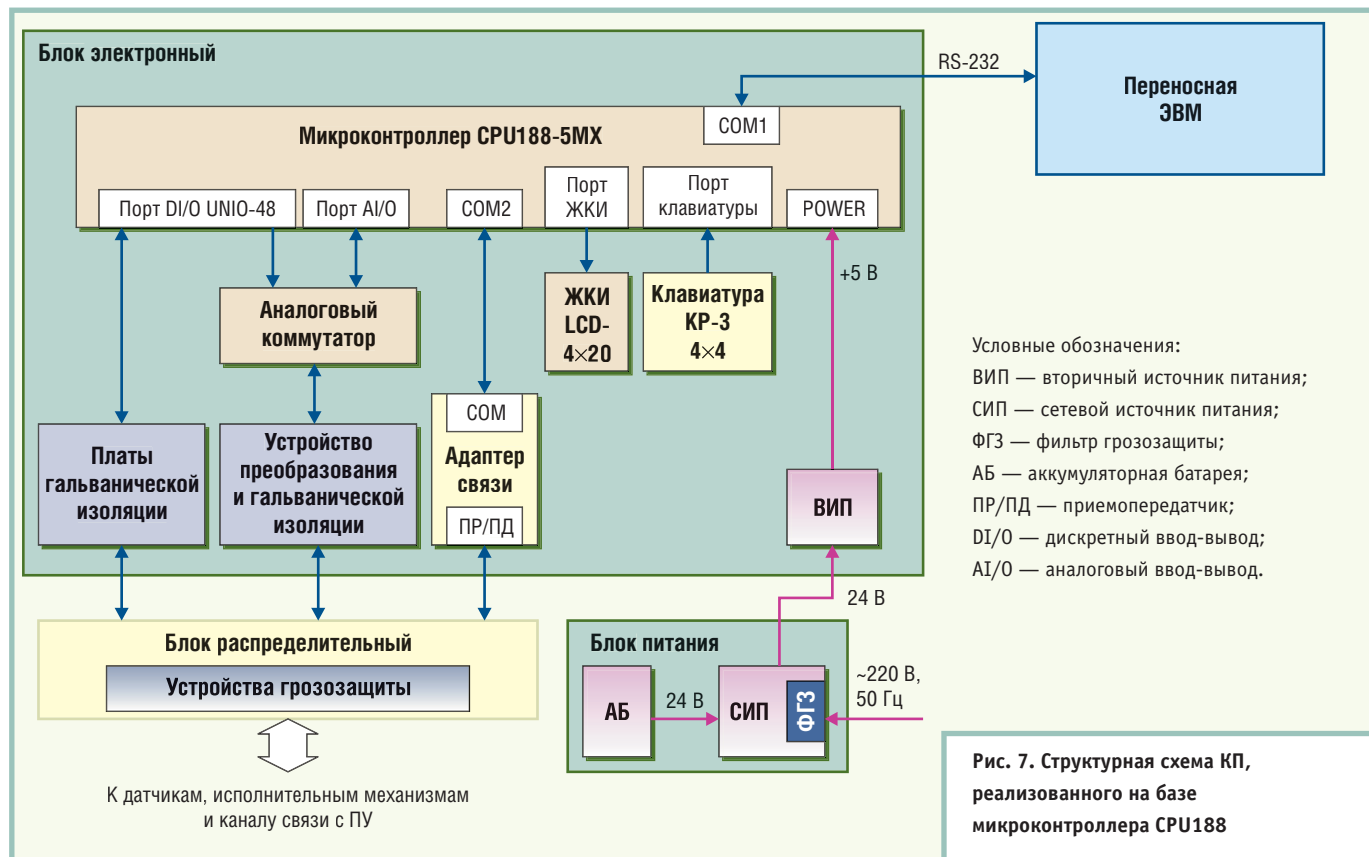 Блок электронный
RS-232
Переносная
ЭВМ
COM1
Микроконтроллер CPU188-5MX
Порт DI/O UNIO-48
Порт AI/O
COM2
Порт
ЖКИ
Порт
клавиатуры
POWER
+5 В
Аналоговый
коммутатор
ЖКИ
LCD-
4×20
Клавиатура
KP-3
4×4
Условные обозначения:
ВИП — вторичный источник питания;
СИП — сетевой источник питания;
ФГЗ — фильтр грозозащиты;
АБ — аккумуляторная батарея;
ПР/ПД — приемопередатчик;
DI/O — дискретный ввод-вывод;
AI/O — аналоговый ввод-вывод.
Платы
гальванической
изоляции
Устройство
преобразования
и гальванической
изоляции
COM
Адаптер
связи
ПР/ПД
ВИП
24 В
Блок распределительный
Устройства грозозащиты
Блок питания
АБ
24 В
СИП
ФГЗ
~220 В,
50 Гц
К датчикам, исполнительным механизмам
и каналу связи с ПУ
Рис. 7. Структурная схема КП,
реализованного на базе
микроконтроллера CPU188